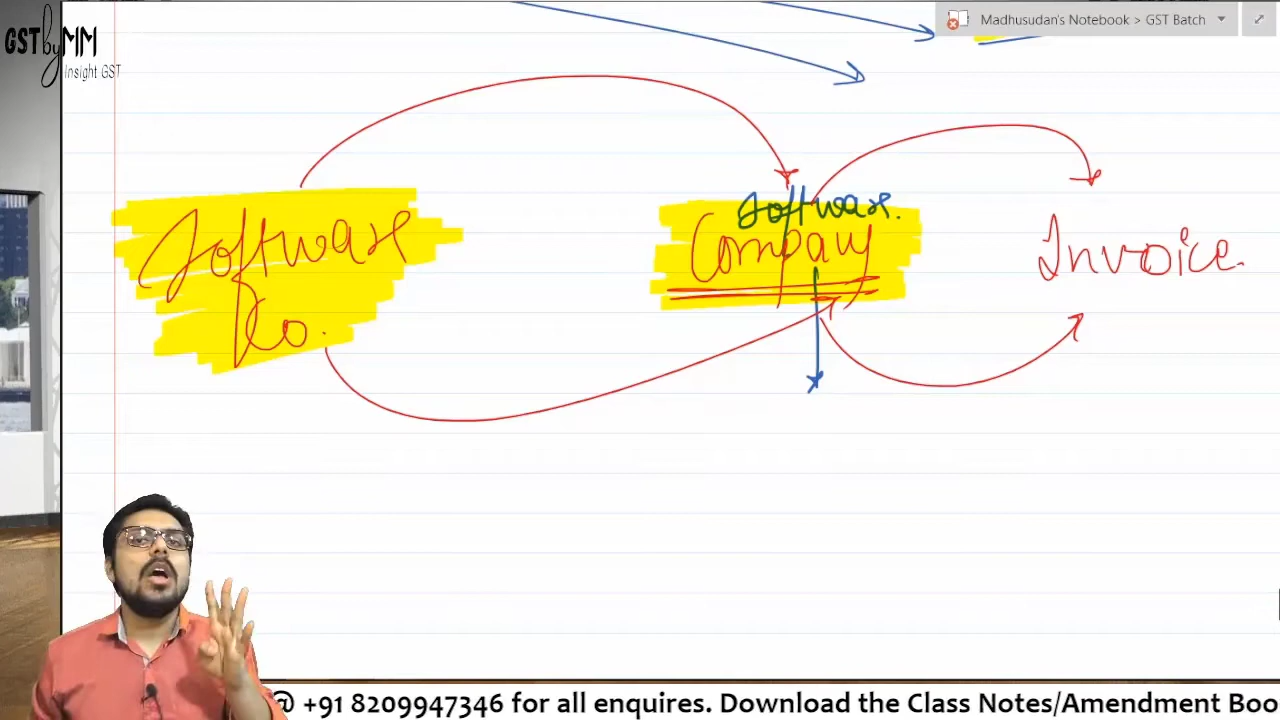 GST by MM
Insight GST
Madhusudan's Notebook > GST Batch
Software
Co.
Software.
Company
Invoice.
@ +91 8209947346 for all enquires. Download the Class Notes/Amendment Boo